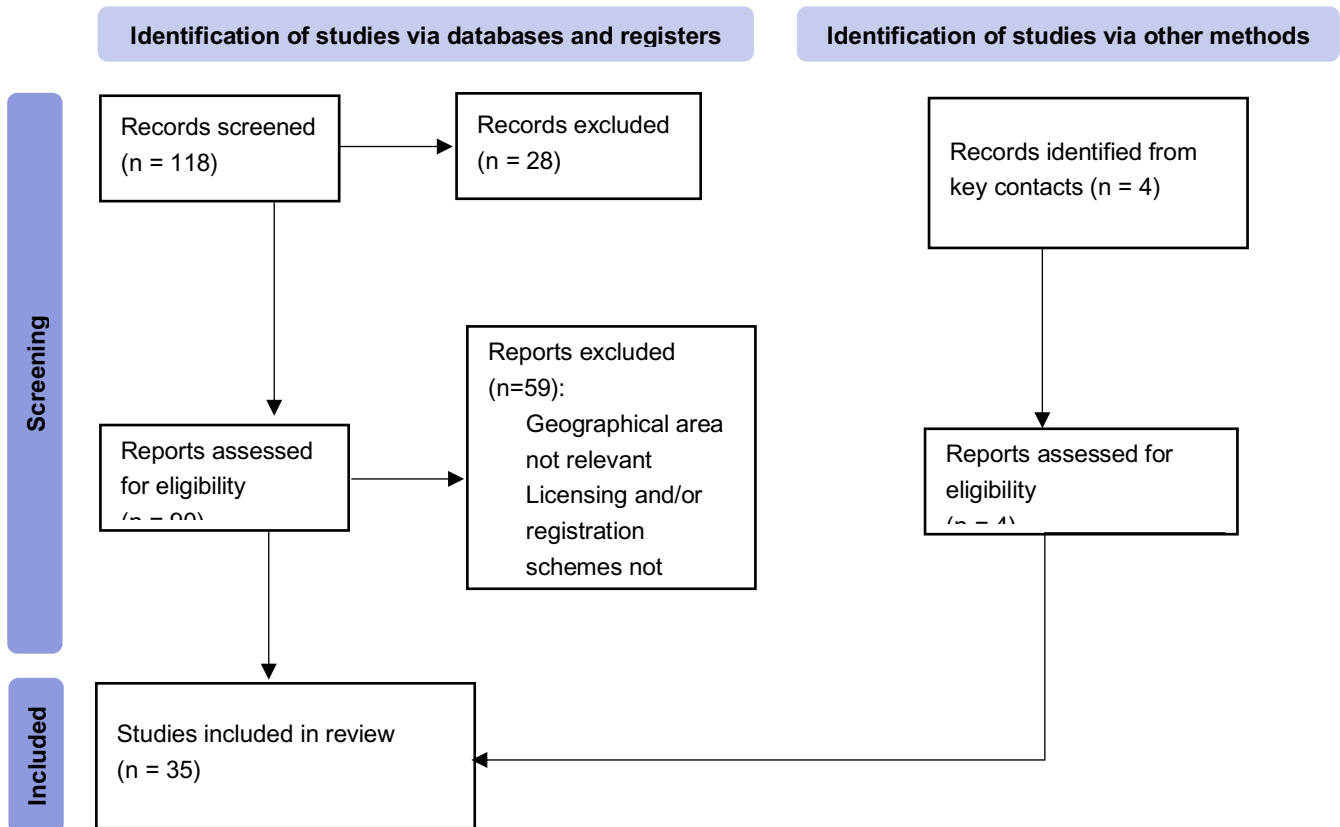 Identification of studies via databases and registers
Identification of studies via other methods
Screening
Records screened
(n = 118)
Records excluded
(n = 28)
Records identified from
key contacts (n = 4)
Reports assessed
for eligibility
(n = 90)
Reports excluded
(n=59):
Geographical area
not relevant
Licensing and/or
registration
schemes not
Reports assessed for
eligibility
(n = 4)
Included
Studies included in review
(n = 35)